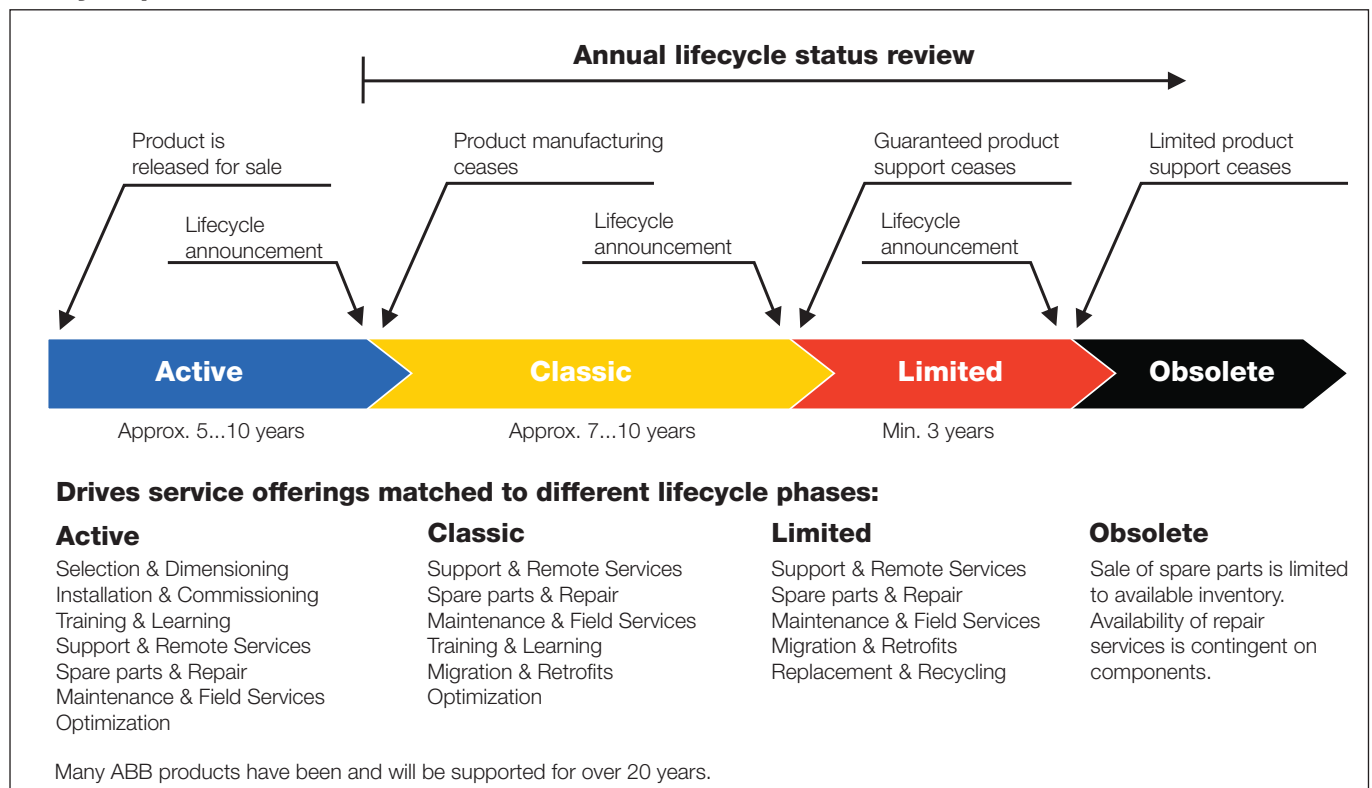 Annual lifecycle status review
Product is
released for sale
Product manufacturing
ceases
Guaranteed product
support ceases
Limited product
support ceases
Lifecycle
announcement
Lifecycle
announcement
Lifecycle
announcement
Active
Classic
Limited
Obsolete
Approx. 5...10 years
Approx. 7...10 years
Min. 3 years
Drives service offerings matched to different lifecycle phases:
Active
Selection & Dimensioning
Installation & Commissioning
Training & Learning
Support & Remote Services
Spare parts & Repair
Maintenance & Field Services
Optimization
Classic
Support & Remote Services
Spare parts & Repair
Maintenance & Field Services
Training & Learning
Migration & Retrofits
Optimization
Limited
Support & Remote Services
Spare parts & Repair
Maintenance & Field Services
Migration & Retrofits
Replacement & Recycling
Obsolete
Sale of spare parts is limited
to available inventory.
Availability of repair
services is contingent on
components.
Many ABB products have been and will be supported for over 20 years.